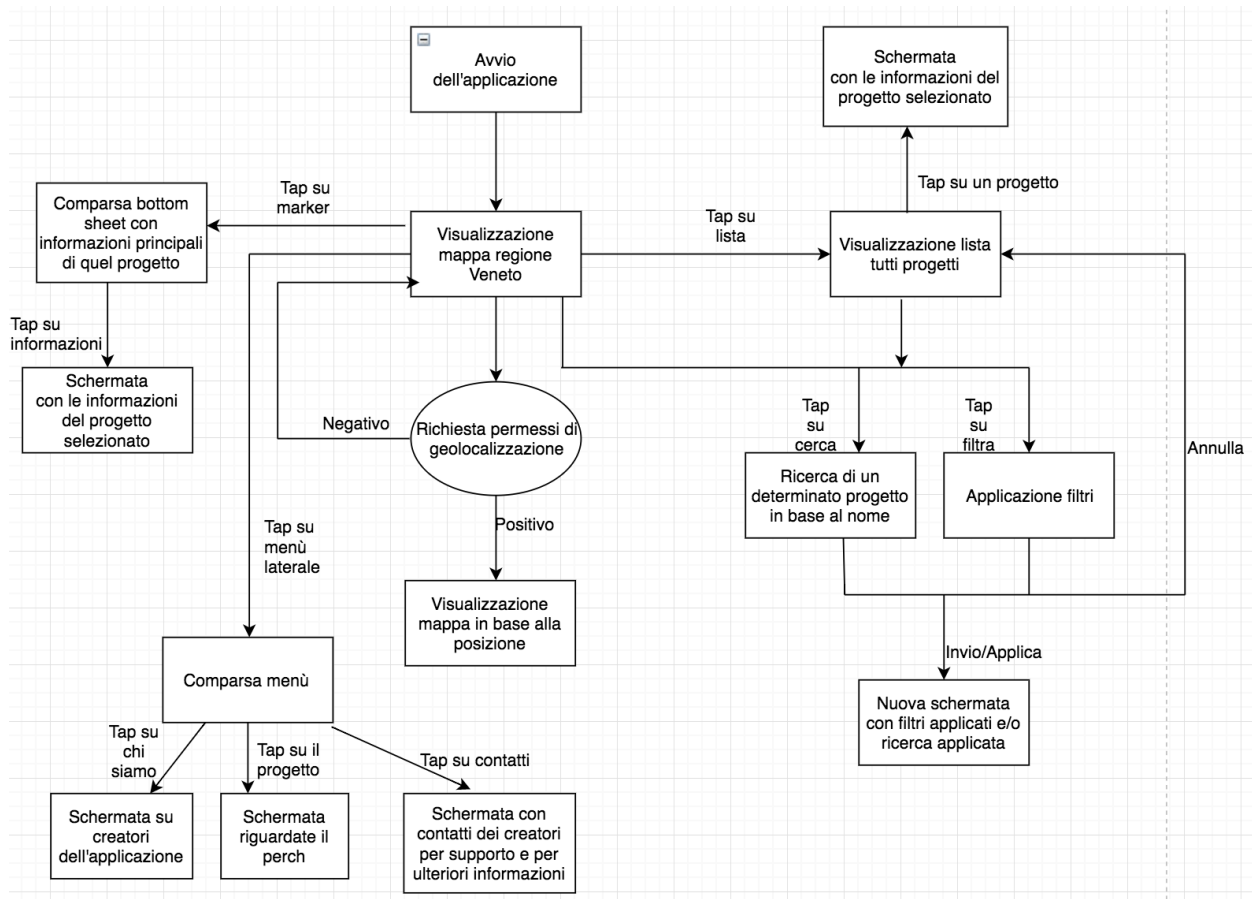 Avvio
dell'applicazione
Schermata
con le informazioni del
progetto selezionato
Tap su un progetto
Tap su
marker
Comparsa bottom
sheet con
informazioni principali
di quel progetto
Visualizzazione
mappa regione
Veneto
Tap su
lista
Visualizzazione lista
tutti progetti
Tap su
informazioni
Schermata
con le informazioni
del progetto
selezionato
Negativo
Richiesta permessi di
geolocalizzazione
Tap
su
cerca
Tap
su
filtra
Annulla
Ricerca di un
determinato progetto
in base al nome
Applicazione filtri
Positivo
Tap su
menù
laterale
Visualizzazione
mappa in base alla
posizione
Invio/Applica
Comparsa menù
Nuova schermata
con filtri applicati e/o
ricerca applicata
Tap su
chi
siamo
Tap su il
progetto
Tap su contatti
Schermata su
creatori
dell'applicazione
Schermata
riguardate il
perch
Schermata con
contatti dei creatori
per supporto e per
ulteriori informazioni